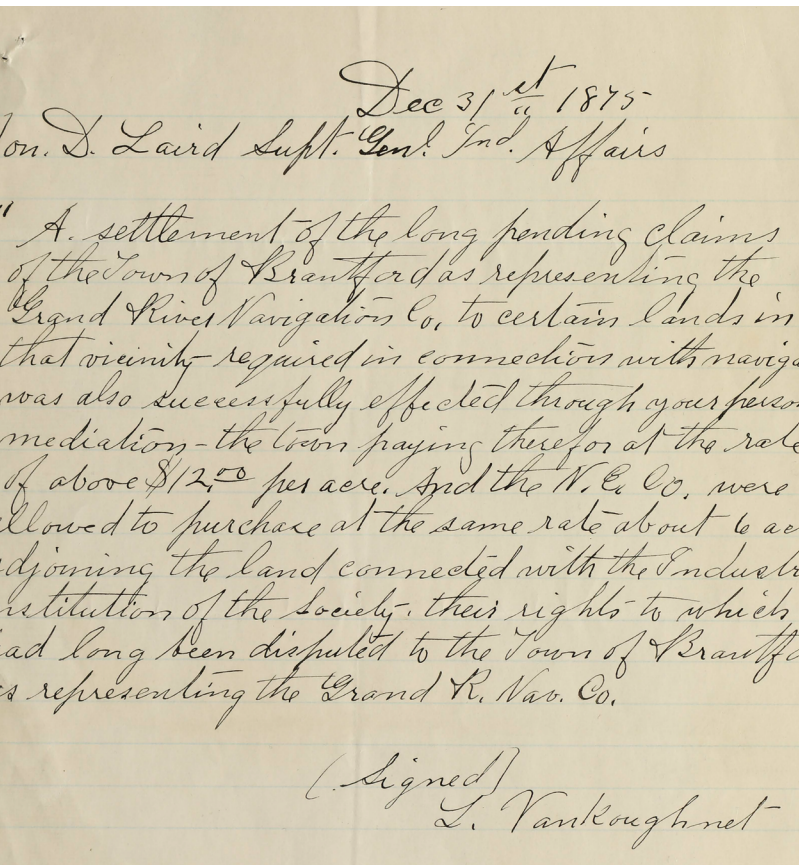 Dec 31st 1875
on. D. Laird Supt. Genl. Ind. Affairs
" A. settlement of the long pending claims
of the Town of Brantford as representing the
Grand River Navigation Co, to certain lands in
that vicinity required in connection with naviga
was also successfully effected through your person
mediation - the town paying therefor at the rate
of above $12.00 per acre. And the N. E. Co. were
allowed to purchase at the same rate about 6 ac
djoining the land connected with the Industr
nstitution of the Society. their rights to which
ad long been disputed to the Town of Brantfo
s representing the Grand R. Nav. Co.
(Signed)
L. VanKoughnet